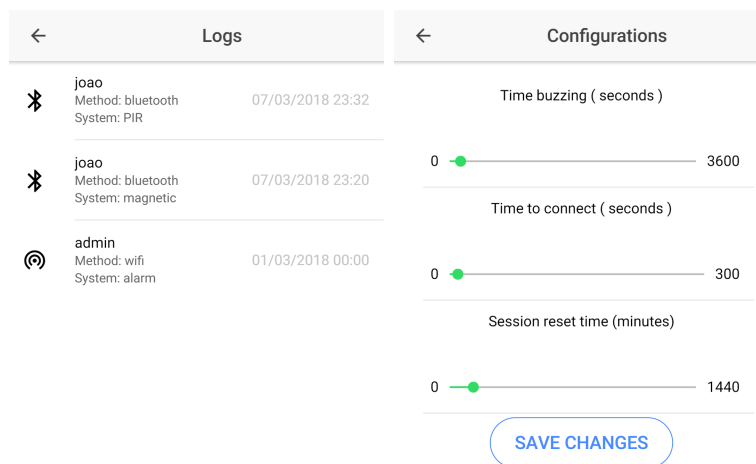 Logs
joao
Method: bluetooth
System: PIR
07/03/2018 23:32
joao
Method: bluetooth
System: magnetic
07/03/2018 23:20
admin
Method: wifi
System: alarm
01/03/2018 00:00
Configurations
Time buzzing ( seconds )
0 3600
Time to connect ( seconds )
0 300
Session reset time (minutes)
0 1440
SAVE CHANGES